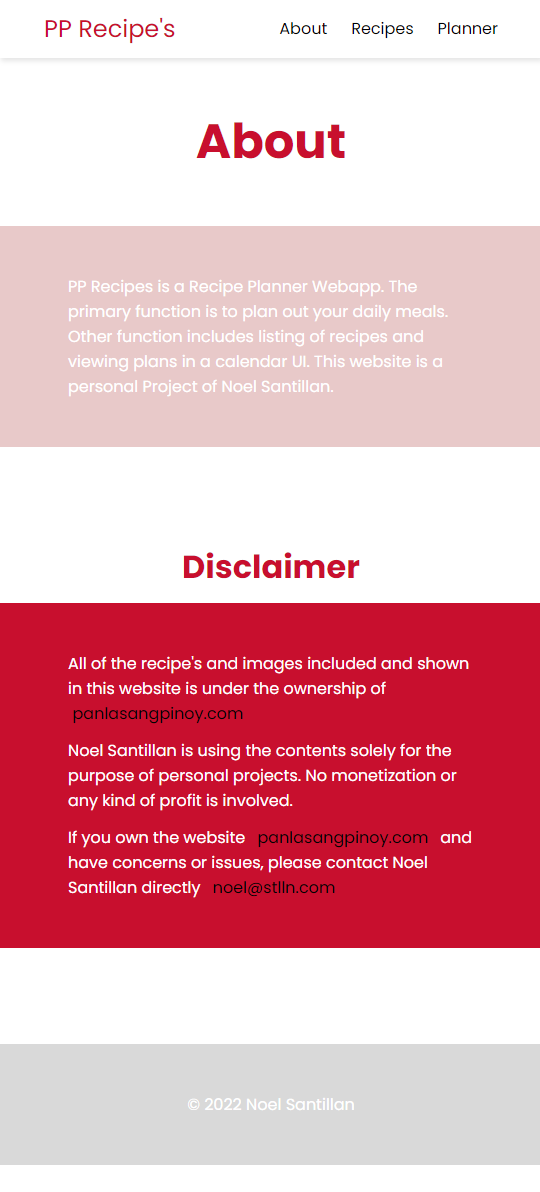 PP Recipe's
About Recipes Planner
About
PP Recipes is a Recipe Planner Webapp. The
primary function is to plan out your daily meals.
Other function includes listing of recipes and
viewing plans in a calendar UI. This website is a
personal Project of Noel Santillan.
Disclaimer
All of the recipe's and images included and shown
in this website is under the ownership of
panlasangpinoy.com
Noel Santillan is using the contents solely for the
purpose of personal projects. No monetization or
any kind of profit is involved.
If you own the website panlasangpinoy.com and
have concerns or issues, please contact Noel
Santillan directly noel@stlln.com
© 2022 Noel Santillan